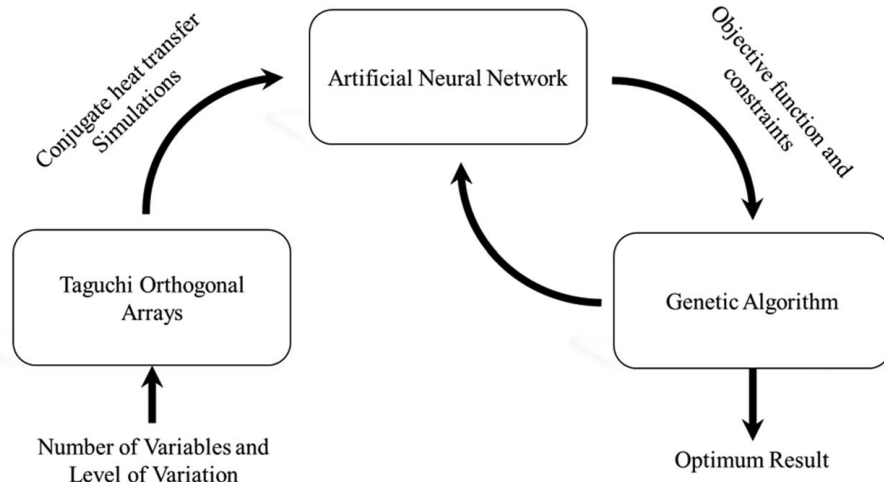 Conjugate heat transfer
Simulations
Artificial Neural Network
Objective function and
constraints
Taguchi Orthogonal
Arrays
Genetic Algorithm
Number of Variables and
Level of Variation
Optimum Result